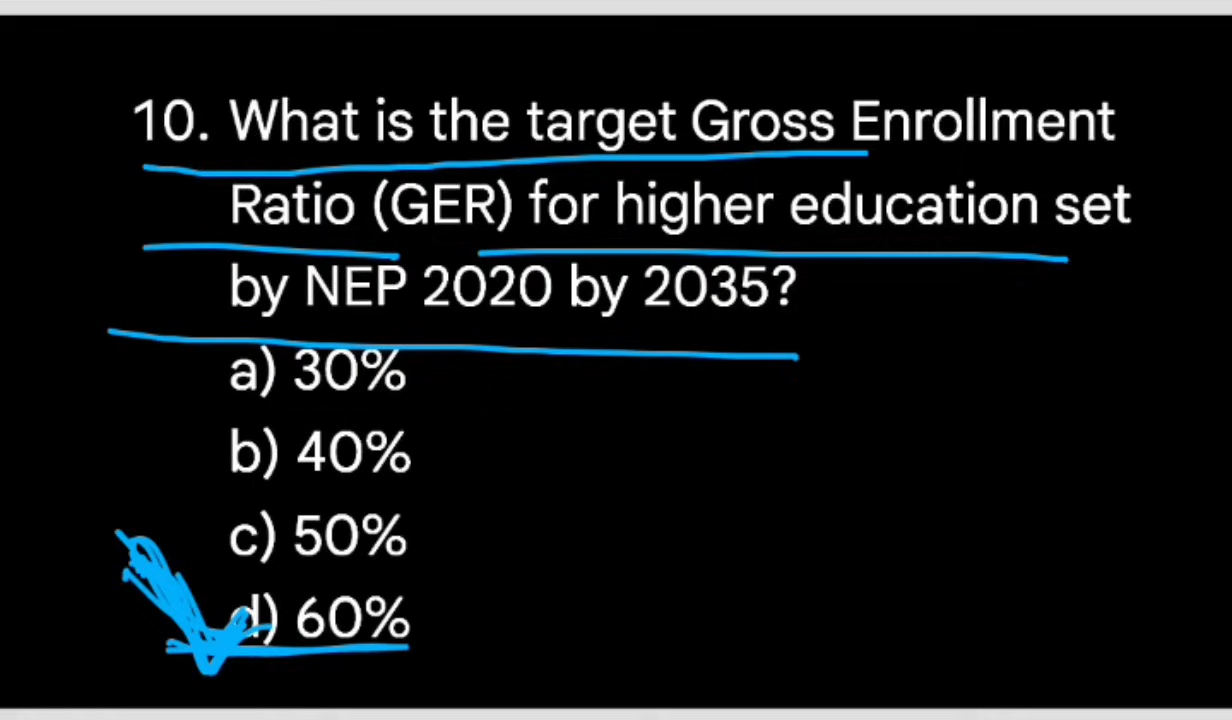 10. What is the target Gross Enrollment
Ratio (GER) for higher education set
by NEP 2020 by 2035?
a) 30%
b) 40%
c) 50%
d) 60%